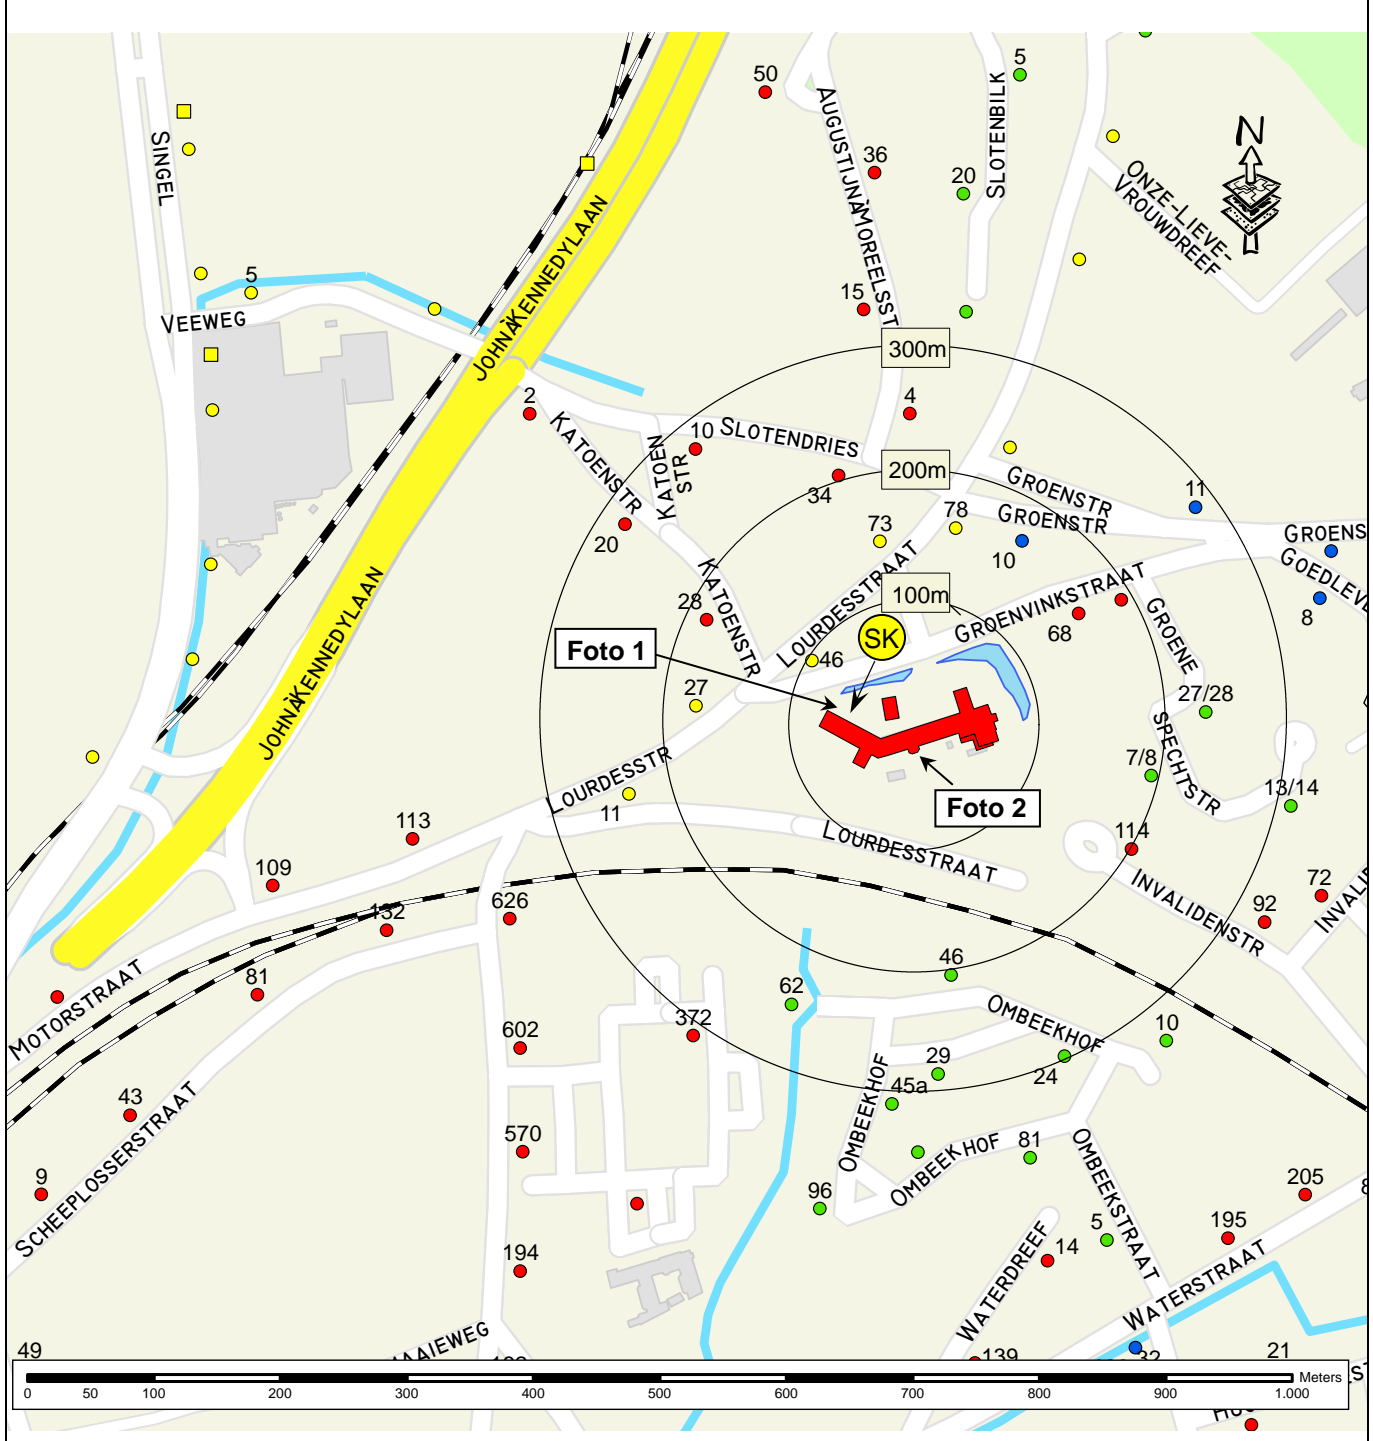 N
SINGEL
VEEWEG
5
50
36
15
5
20
SLOTENBILK
ONZE-LIEVE-
VROUWDREEF
KENNEDYLAAN
KENNEDYLAAN
300m
200m
100m
2
10
4
34
20
28
27
11
KATOENSTR
KATOEN
STR
KATOENSTR
SLOTENDRIES
73
78
10
11
8
GROENSTR
GROENSTR
GROENS
LOURDESSTRAAT
GROENVINKSTRAAT
68
GROENE
SPECHTSTR
27/28
7/8
13/14
SK
46
Foto 1
Foto 2
LOURDESSTR
LOURDESSTRAAT
113
109
132
626
81
602
43
9
570
194
372
MOTORSTRAAT
SCHEEPLOSSERSTRAAT
114
92
72
INVALIDENSTR
46
62
29
45a
24
10
81
96
5
14
195
205
OMBEEKHOF
OMBEEKHOF
OMBEEKHOF
OMBEEKSTRAAT
WATERDREEF
WATERSTRAAT
49
139
21
0 50 100 200 300 400 500 600 700 800 900 1.000 Meters